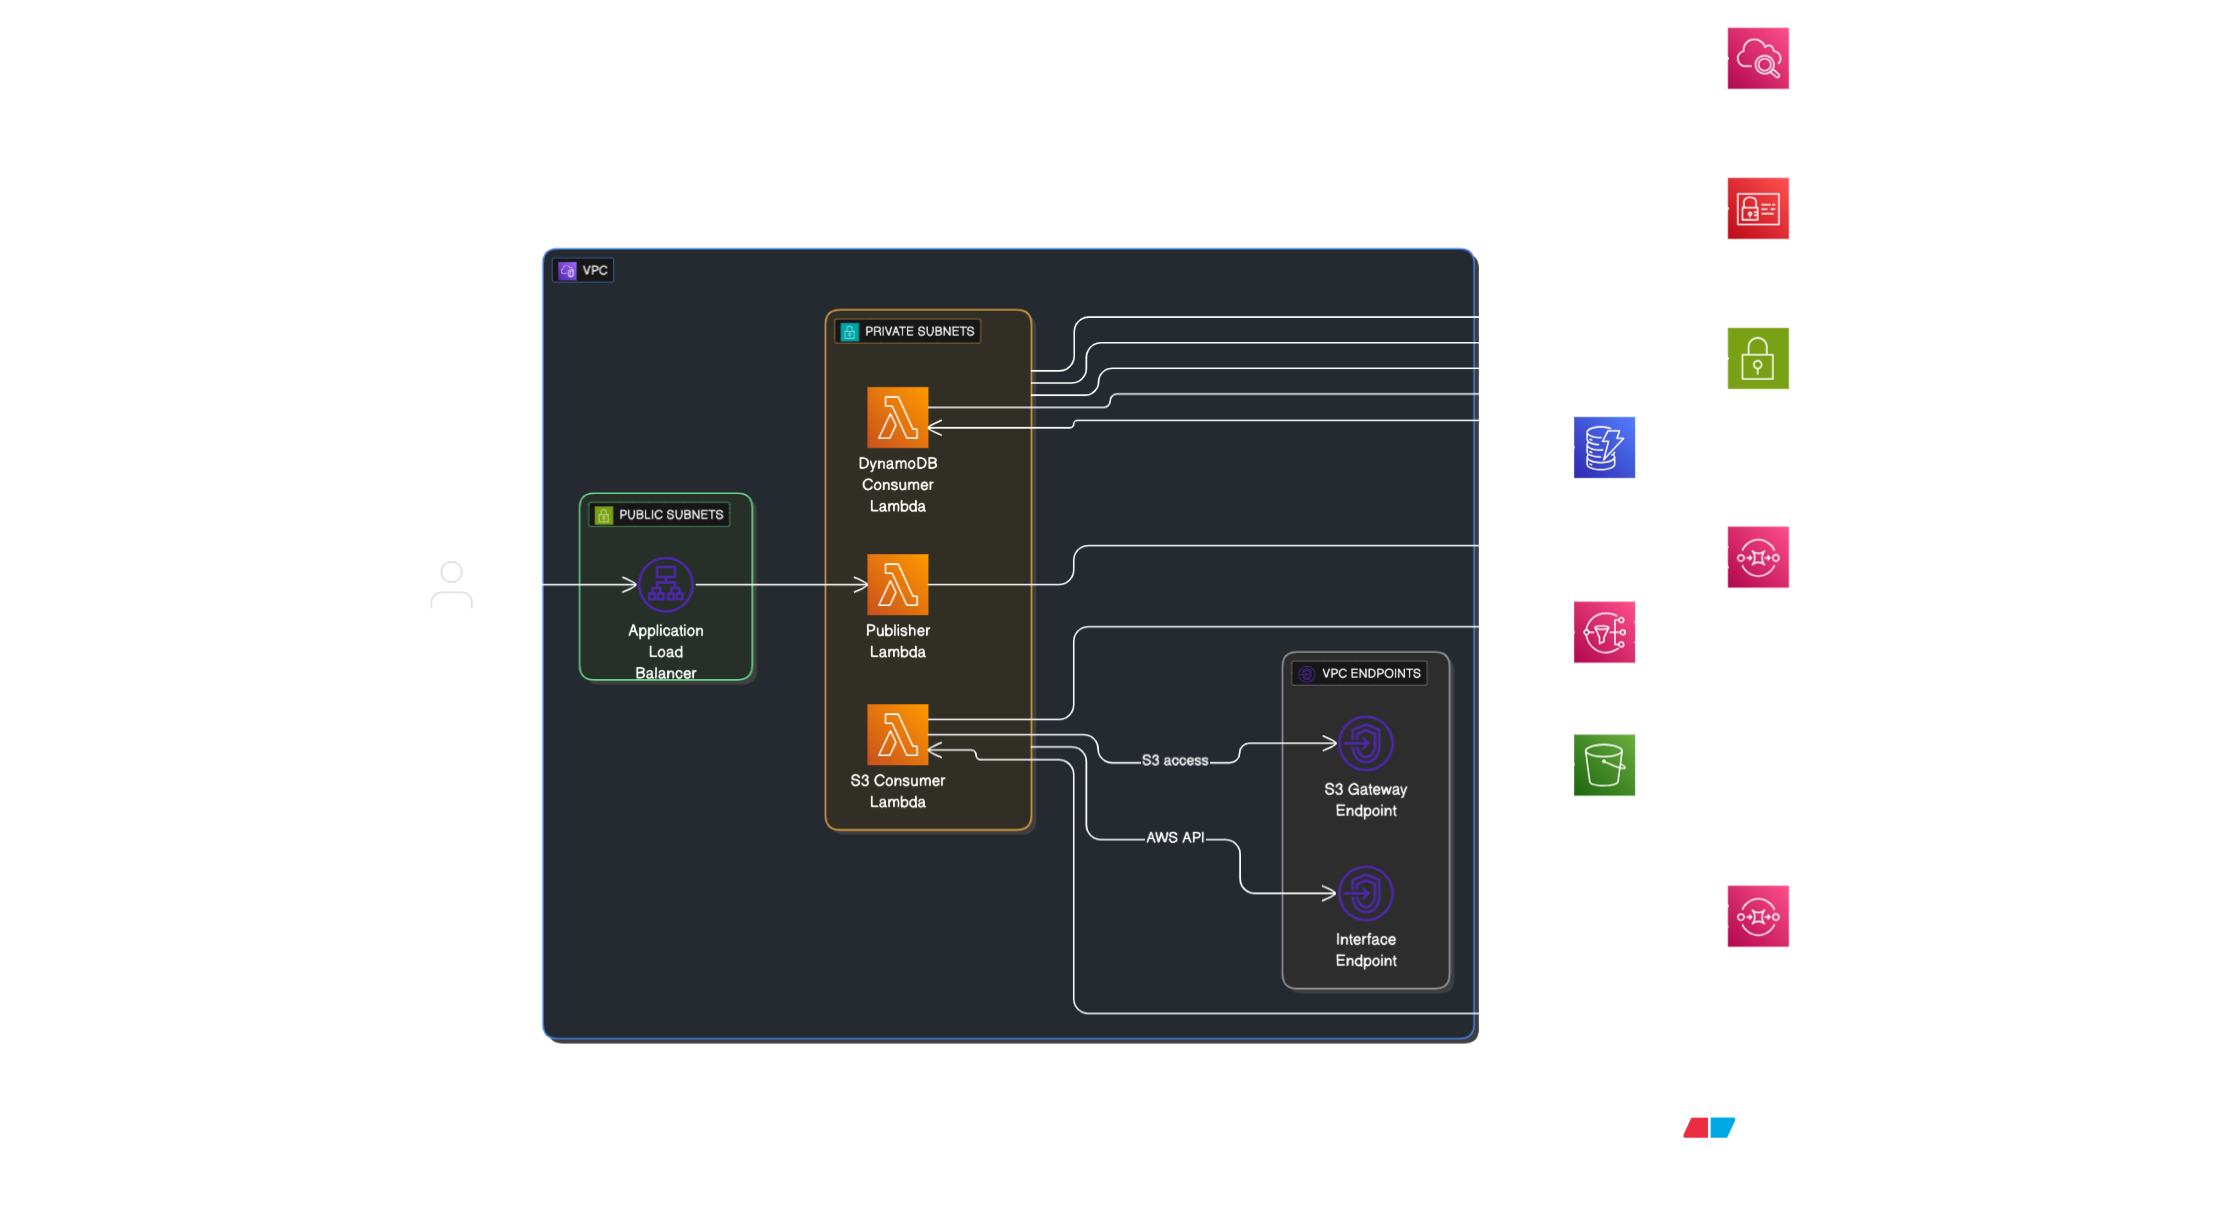 VPC
PRIVATE SUBNETS
DynamoDB
Consumer
Lambda
PUBLIC SUBNETS
Application
Load
Balancer
Publisher
Lambda
S3 Consumer
Lambda
VPC ENDPOINTS
S3 access
S3 Gateway
Endpoint
AWS API
Interface
Endpoint